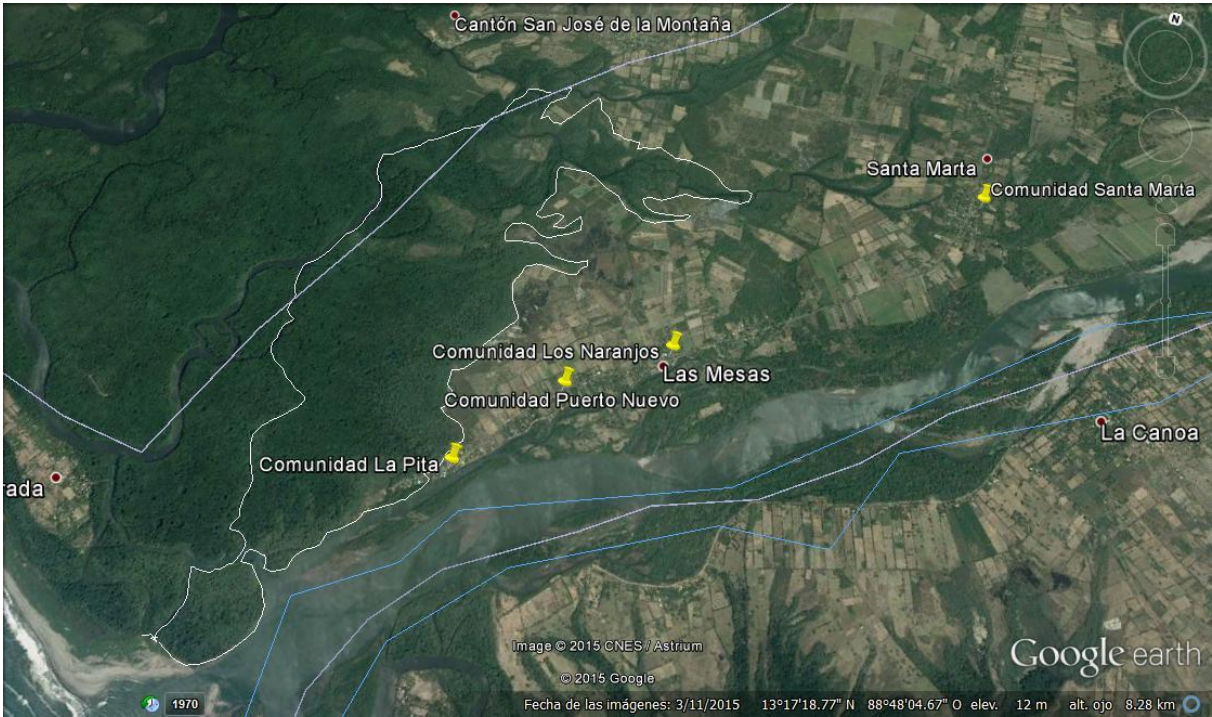 N
Cantón San José de la Montaña
Santa Marta
Comunidad Santa Marta
Comunidad Los Naranjos
Las Mesas
Comunidad Puerto Nuevo
La Canoa
Comunidad La Pita
rada
Image © 2015 CNES / Astrium
Google earth
© 2015 Google
1970
Fecha de las imágenes: 3/11/2015 13°17'18.77" N 88°48'04.67" O elev. 12 m alt. ojo 8.28 km